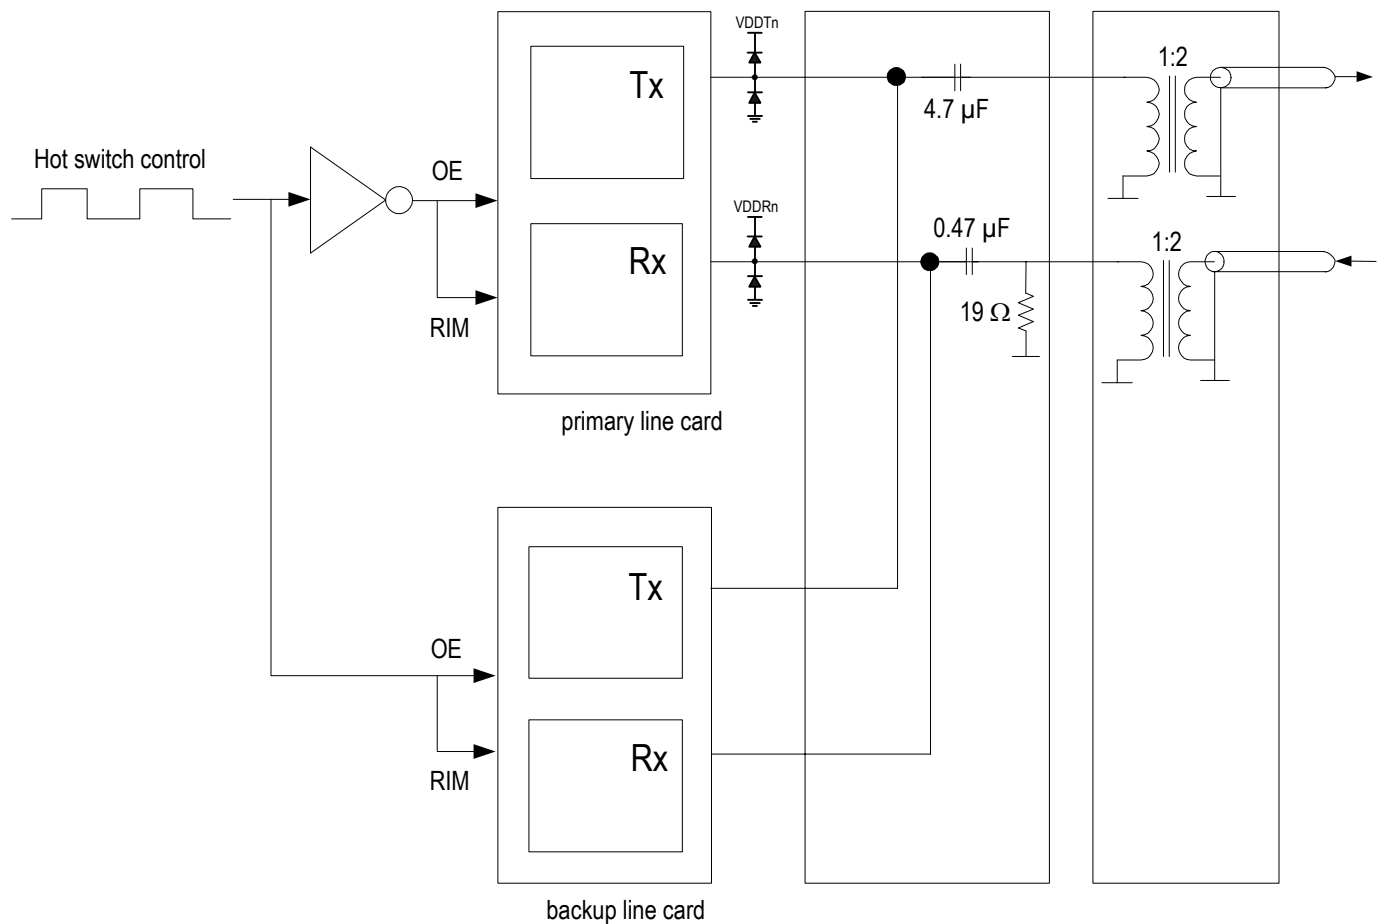 VDDTn
Tx
1:2
4.7 µF
Hot switch control
OE
VDDRn
0.47 µF
1:2
Rx
19 Ω
RIM
primary line card
Tx
OE
Rx
RIM
backup line card